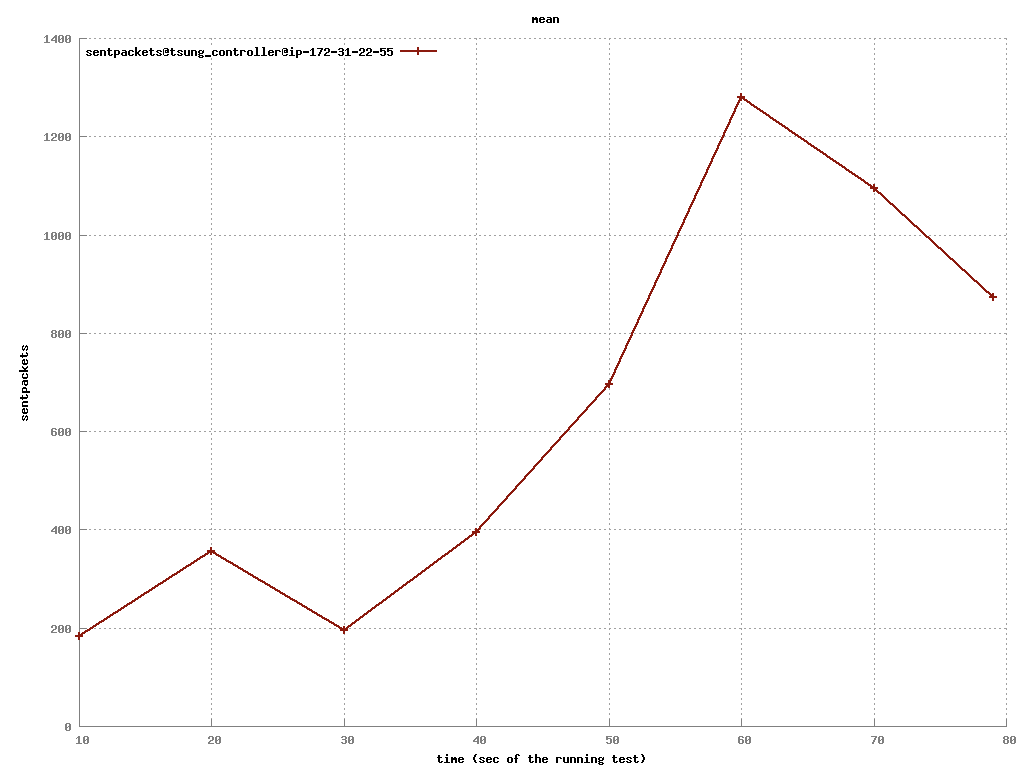 mean
1400
sentpackets@tsung_controller@ip-172-31-22-55
1200
1000
800
sentpackets
600
400
200
0
10 20 30 40 50 60 70 80
time (sec of the running test)